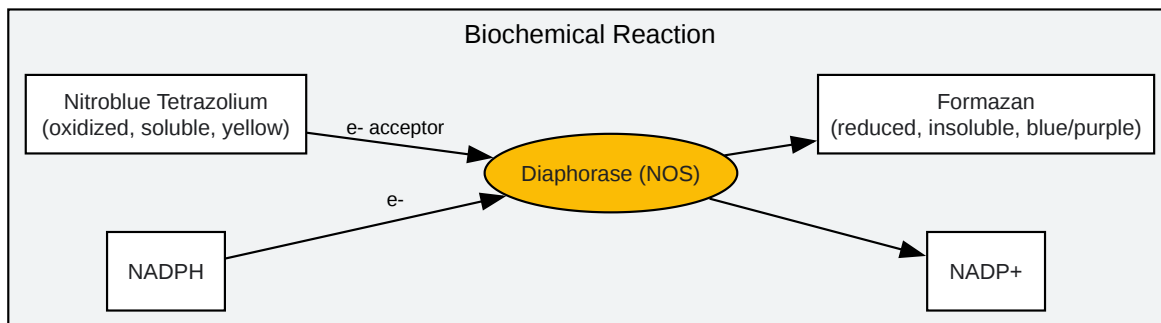 Biochemical Reaction
Nitroblue Tetrazolium
(oxidized, soluble, yellow)
e- acceptor
Formazan
(reduced, insoluble, blue/purple)
Diaphorase (NOS)
e-
NADPH
NADP+